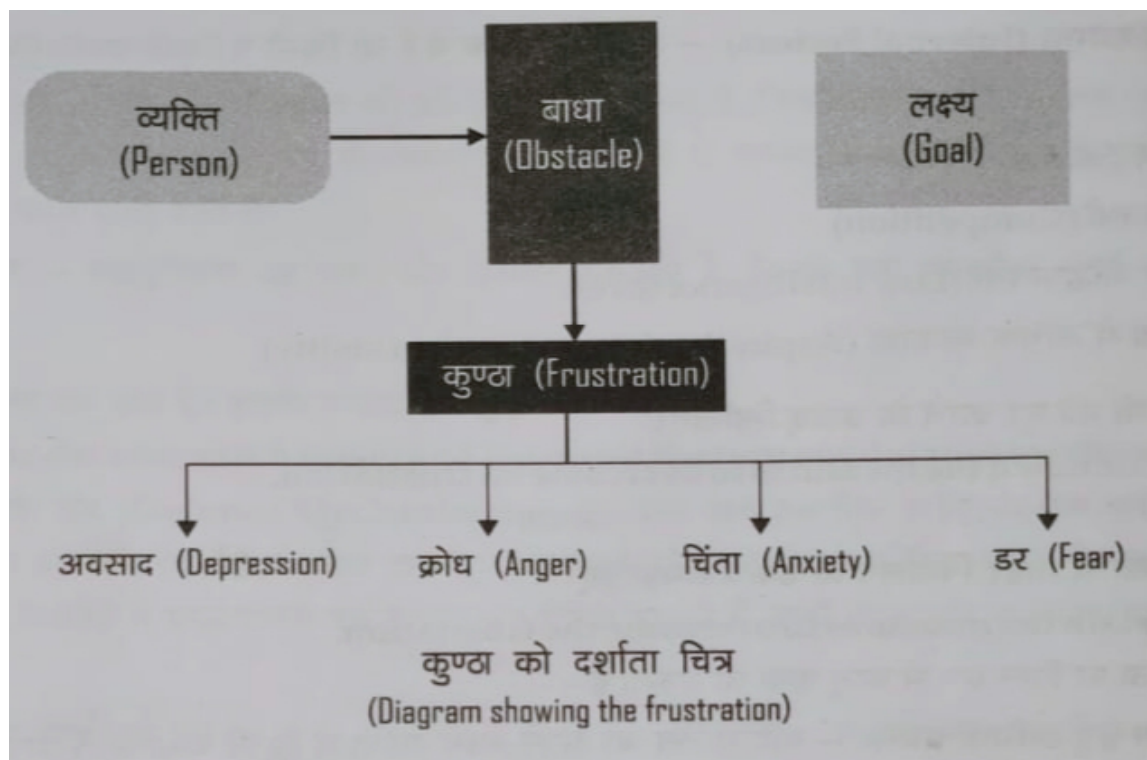 व्यक्ति
(Person)
बाधा
(Obstacle)
लक्ष्य
(Goal)
कुण्ठा (Frustration)
अवसाद (Depression)
क्रोध (Anger)
चिंता (Anxiety)
डर (Fear)
कुण्ठा को दर्शाता चित्र
(Diagram showing the frustration)